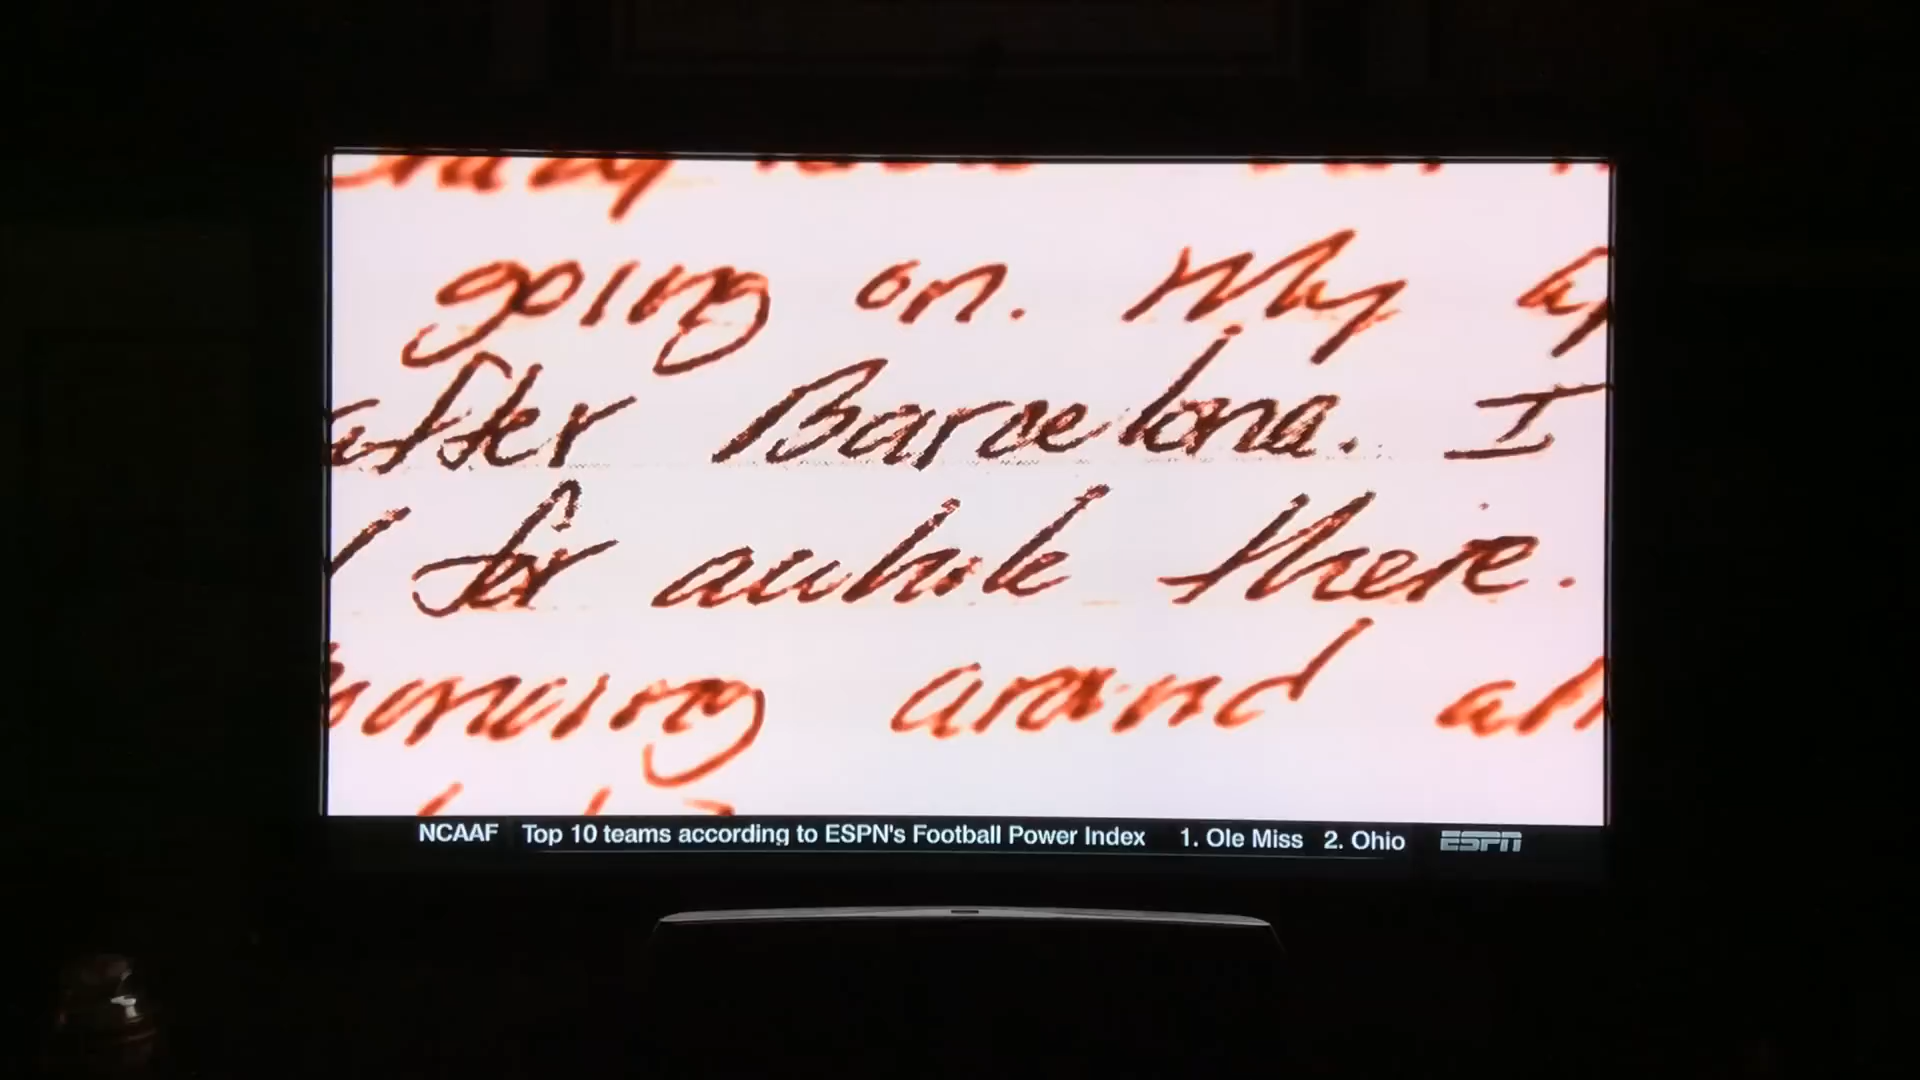 going on. My
after Barcelona. I
for awhile there.
around
NCAAF Top 10 teams according to ESPN's Football Power Index 1. Ole Miss 2. Ohio ESPN